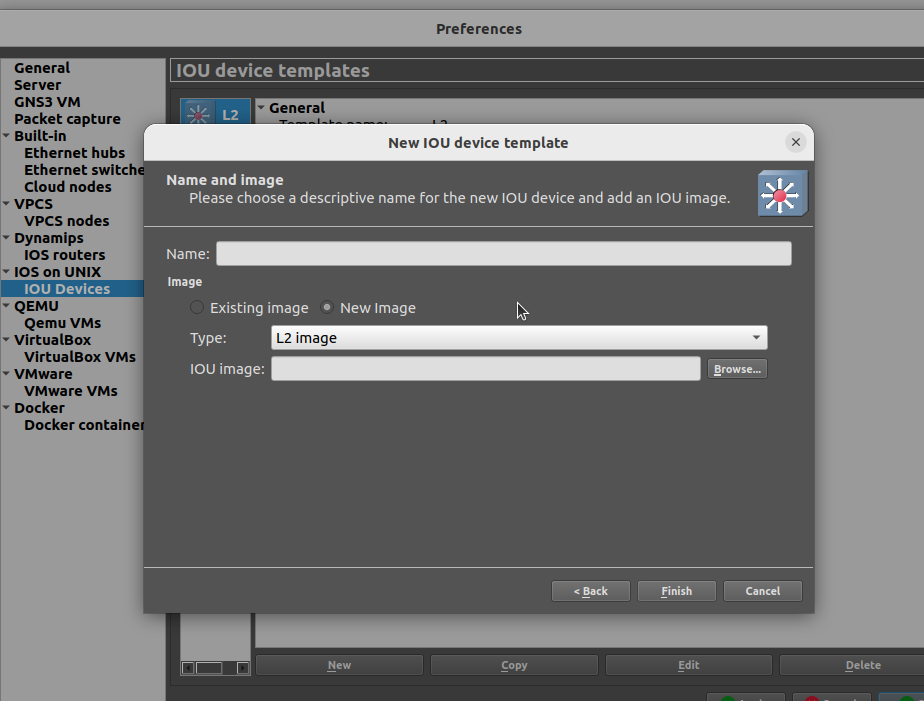 Preferences
General
Server
GNS3 VM
Packet capture
Built-in
Ethernet hubs
Ethernet switche
Cloud nodes
VPCS
VPCS nodes
Dynamips
IOS routers
IOS on UNIX
IOU Devices
QEMU
Qemu VMs
VirtualBox
VirtualBox VMs
VMware
VMware VMs
Docker
Docker container
IOU device templates
L2
General
Template name: L2
New IOU device template
Name and image
Please choose a descriptive name for the new IOU device and add an IOU image.
Name:
Image
Existing image New Image
Type: L2 image
IOU image: Browse...
< Back Finish Cancel
New Copy Edit Delete